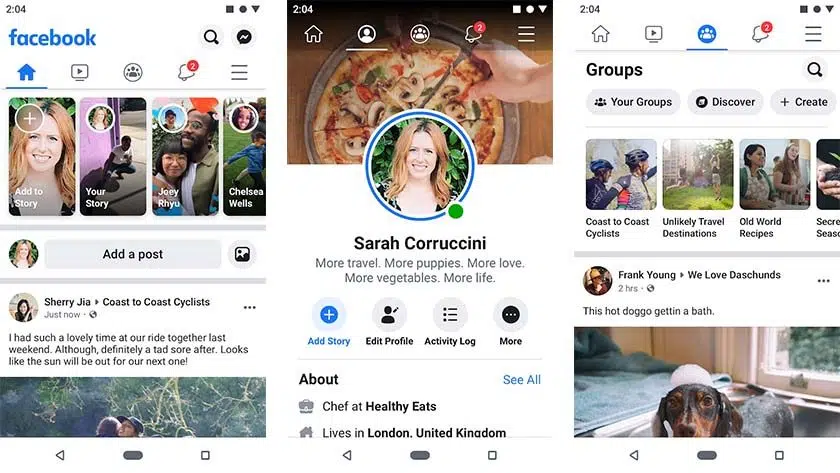 2:04
facebook
2
Add to
Story
Your
Story
Joey
Rhyu
Chelsea
Wells
Add a post
Sherry Jia ▸ Coast to Coast Cyclists
Just now ·
I had such a lovely time at our ride together last
weekend. Although, definitely a tad sore after. Looks
like the sun will be out for our next one!
2:04
2
Sarah Corruccini
More travel. More puppies. More love.
More vegetables. More life.
Add Story
Edit Profile
Activity Log
More
About
See All
Chef at Healthy Eats
Lives in London, United Kingdom
2:04
2
Groups
Your Groups
Discover
+ Create
Coast to Coast
Cyclists
Unlikely Travel
Destinations
Old World
Recipes
Secre
Seaso
Frank Young ▸ We Love Daschunds
2 hrs ·
This hot doggo gettin a bath.